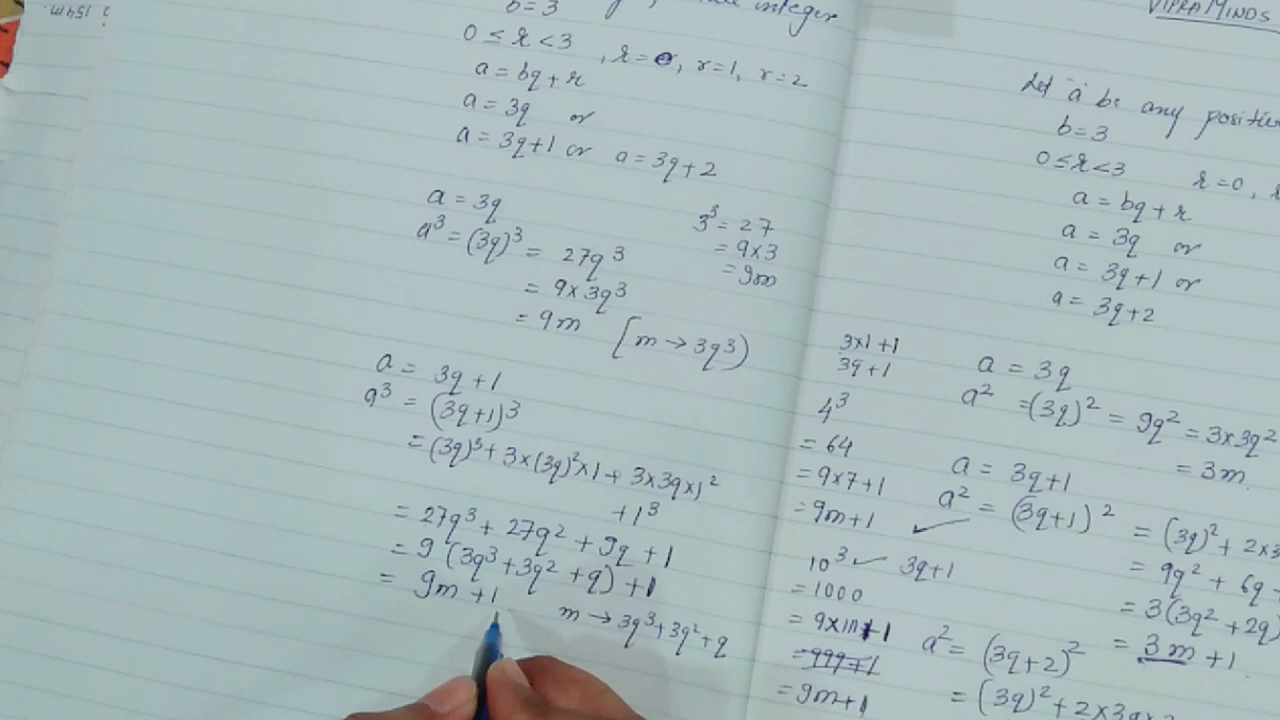 b=3 integer
0 ≤ r < 3 , r=0, r=1, r=2
a = bq + r
a = 3q or
a = 3q+1 or a = 3q+2
a = 3q
a³ = (3q)³ = 27q³
= 9×3q³
= 9m [m → 3q³)
3³ = 27
= 9×3
= 9m
a = 3q+1
a³ = (3q+1)³
= (3q)³ + 3×(3q)²×1 + 3×3q×1²
+1³
= 27q³ + 27q² + 9q + 1
= 9 (3q³+3q² +q) +1
= 9m +1
m → 3q³+3q²+q
3×1 +1
3q +1
4³
= 64
= 9×7+1
= 9m+1 ✓
10³ ✓ 3q+1
= 1000
= 9×111+1
= 999+1
= 9m+1
VIPRA MINDS
Let 'a' be any
b=3
0≤r<3 r=0,
a = bq + r
a = 3q or
a = 3q+1 or
a = 3q+2
a = 3q
a² =(3q)² = 9q² = 3×3q²
= 3m.
a = 3q+1
a² = (3q+1)² = (3q)² + 2×3
= 9q² + 6q +
= 3(3q² + 2q)
= 3m +1.
a² = (3q+2)²
= (3q)² + 2×3q×2